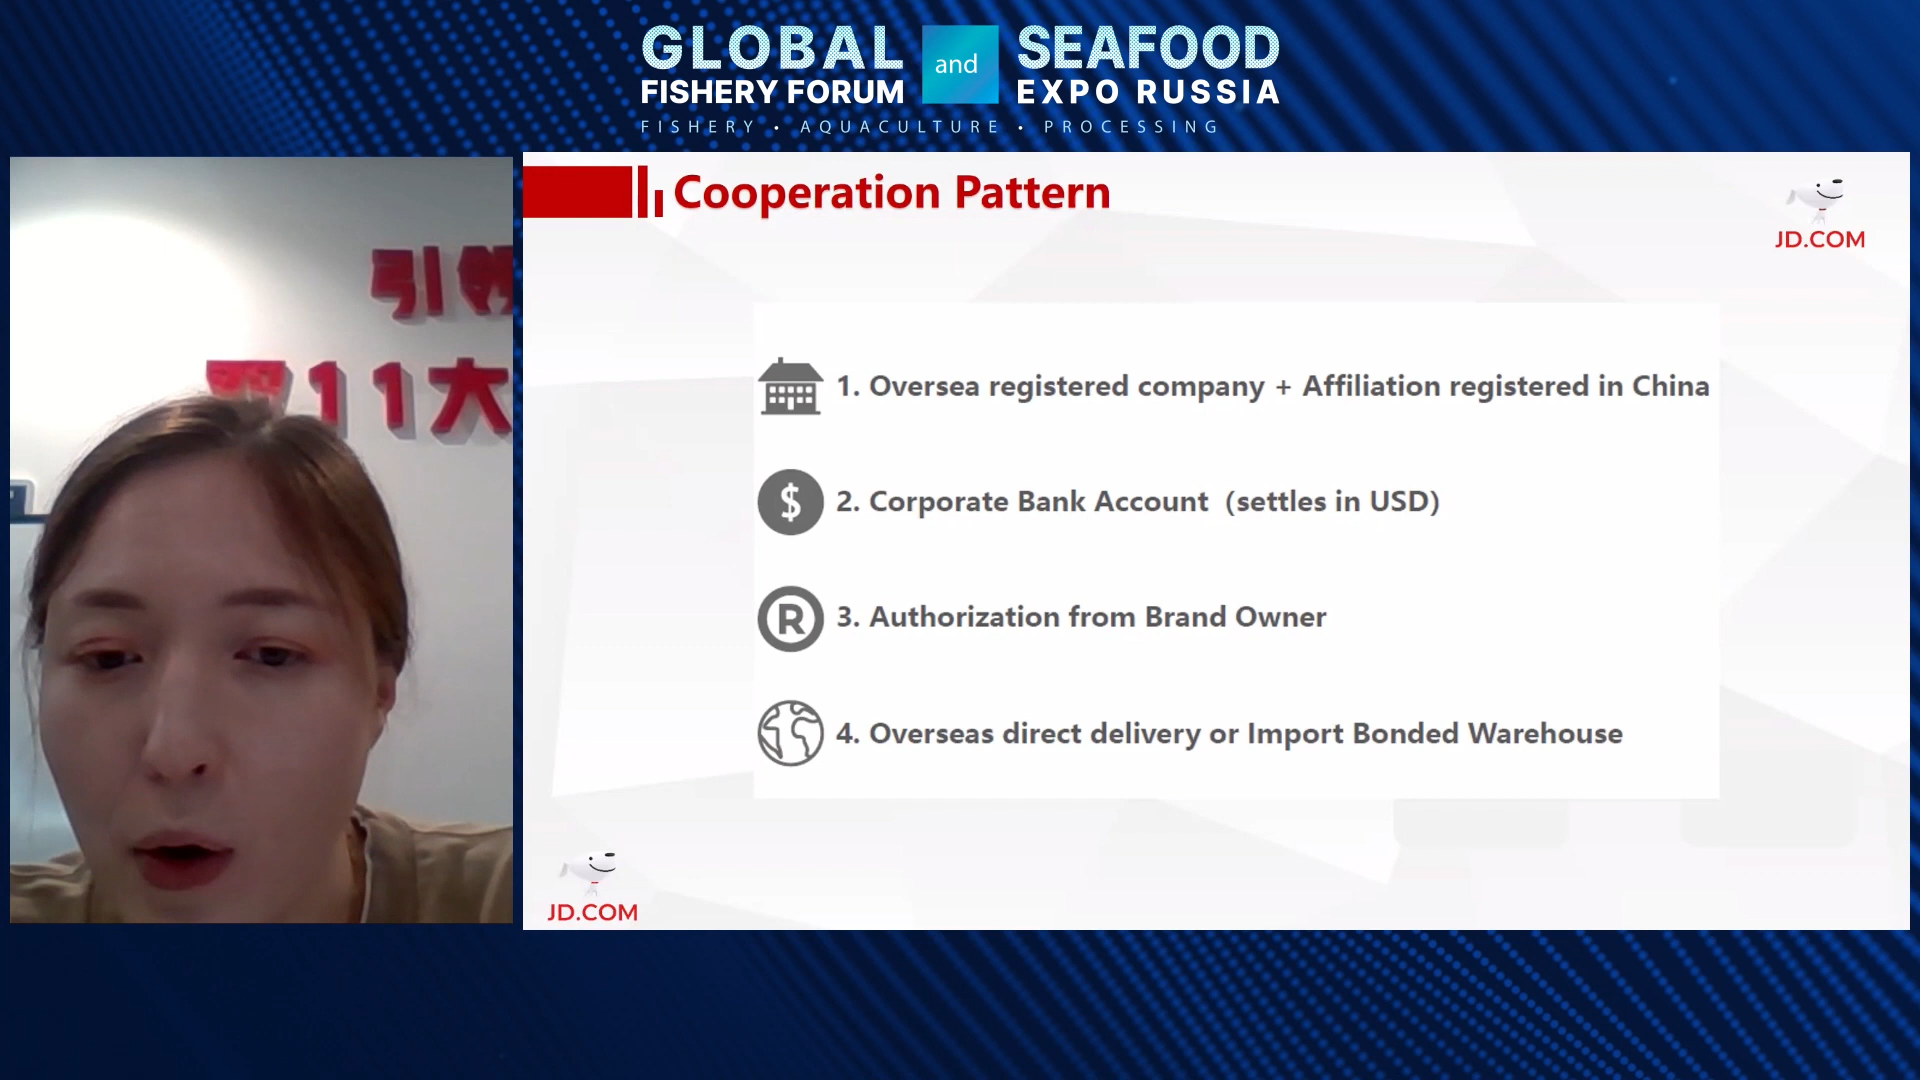 GLOBAL and SEAFOOD
FISHERY FORUM EXPO RUSSIA
FISHERY • AQUACULTURE • PROCESSING
Cooperation Pattern
JD.COM
引领
11大
1. Oversea registered company + Affiliation registered in China
2. Corporate Bank Account (settles in USD)
3. Authorization from Brand Owner
4. Overseas direct delivery or Import Bonded Warehouse
JD.COM